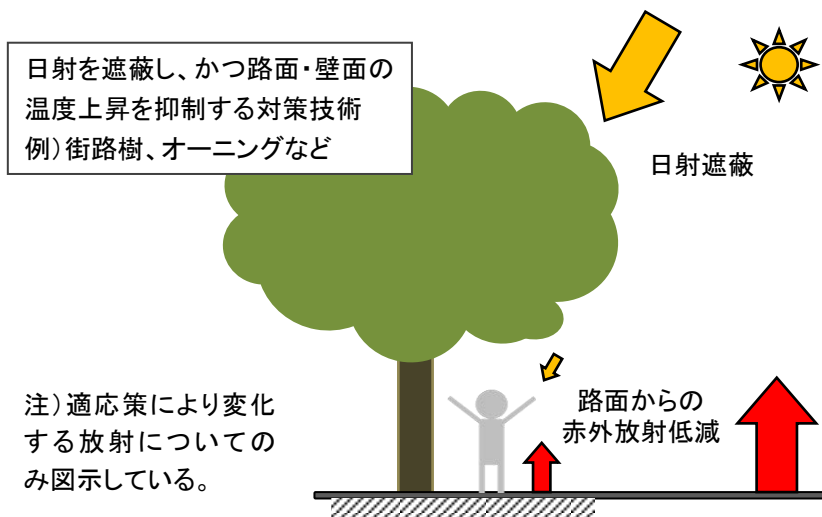 日射を遮蔽し、かつ路面・壁面の
温度上昇を抑制する対策技術
例）街路樹、オーニングなど
日射遮蔽
路面からの
赤外放射低減
注）適応策により変化
する放射についての
み図示している。